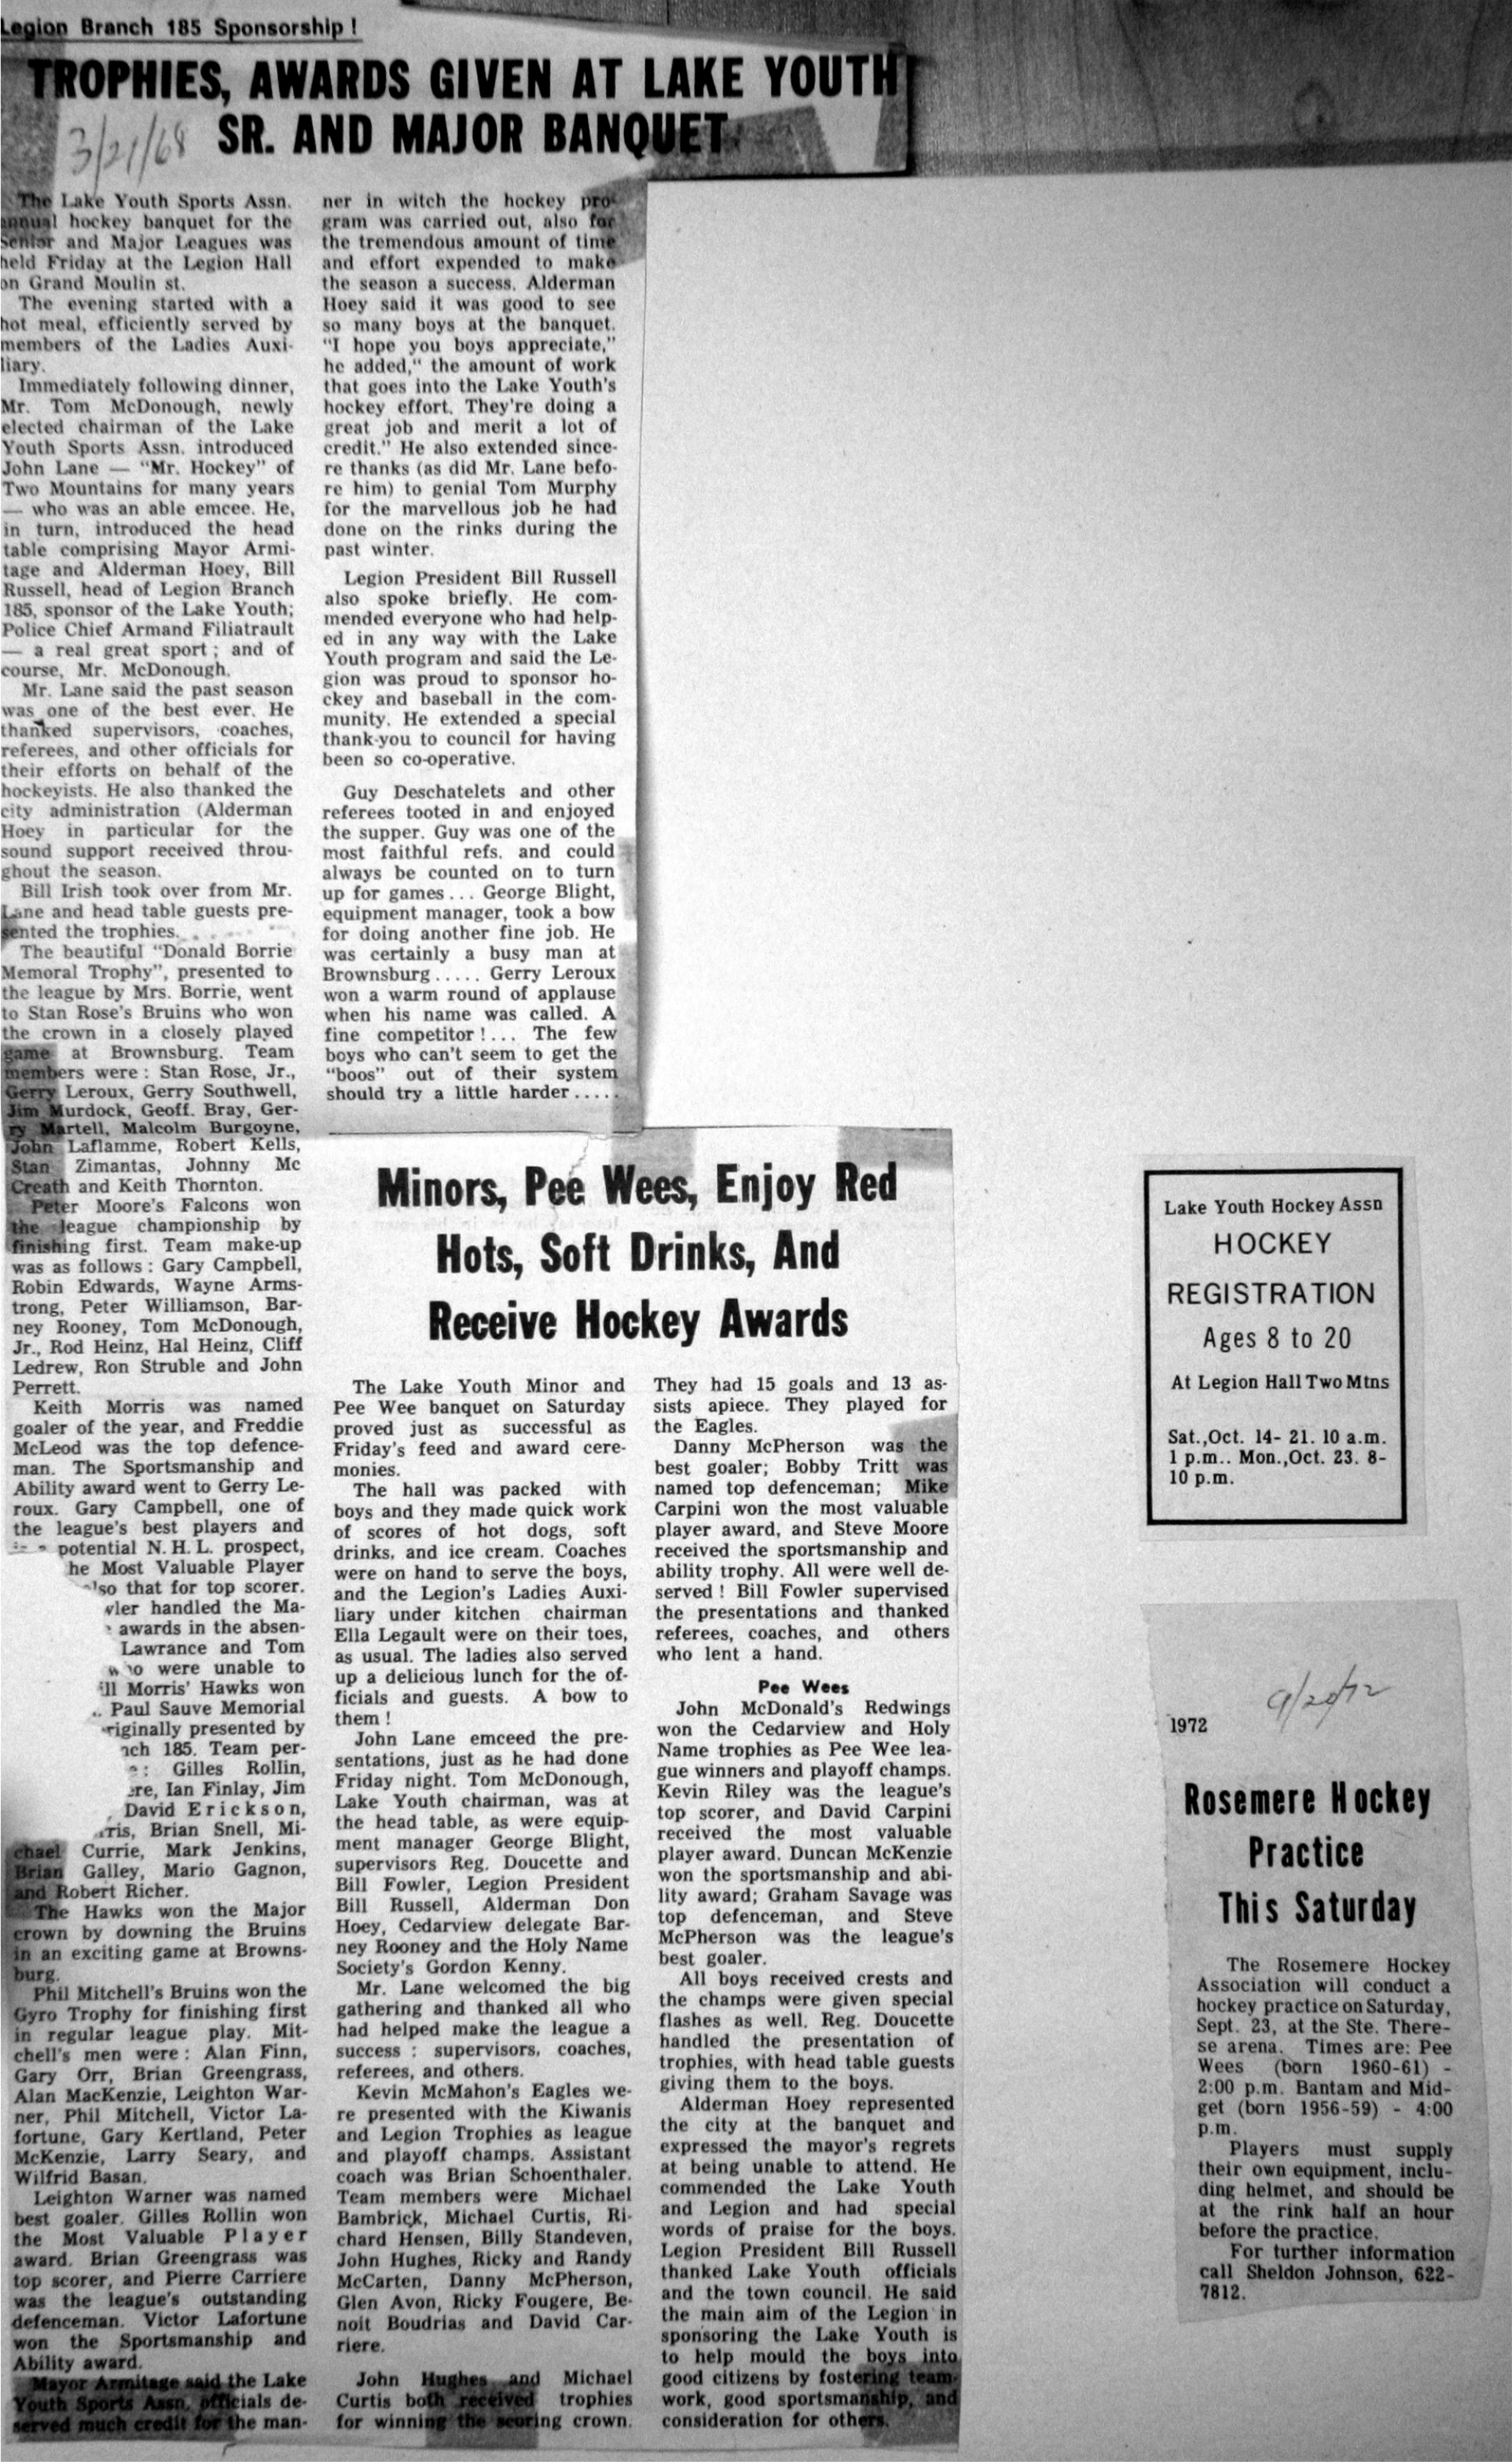 Legion Branch 185 Sponsorship !
TROPHIES, AWARDS GIVEN AT LAKE YOUTH
SR. AND MAJOR BANQUET
3/21/68
The Lake Youth Sports Assn.
annual hockey banquet for the
Senior and Major Leagues was
held Friday at the Legion Hall
on Grand Moulin st.
The evening started with a
hot meal, efficiently served by
members of the Ladies Auxi-
liary.
Immediately following dinner,
Mr. Tom McDonough, newly
elected chairman of the Lake
Youth Sports Assn. introduced
John Lane — "Mr. Hockey" of
Two Mountains for many years
— who was an able emcee. He,
in turn, introduced the head
table comprising Mayor Armi-
tage and Alderman Hoey, Bill
Russell, head of Legion Branch
185, sponsor of the Lake Youth;
Police Chief Armand Filiatrault
— a real great sport ; and of
course, Mr. McDonough.
Mr. Lane said the past season
was one of the best ever. He
thanked supervisors, coaches,
referees, and other officials for
their efforts on behalf of the
hockeyists. He also thanked the
city administration (Alderman
Hoey in particular for the
sound support received throu-
ghout the season.
Bill Irish took over from Mr.
Lane and head table guests pre-
sented the trophies.
The beautiful "Donald Borrie
Memoral Trophy", presented to
the league by Mrs. Borrie, went
to Stan Rose's Bruins who won
the crown in a closely played
game at Brownsburg. Team
members were : Stan Rose, Jr.,
Gerry Leroux, Gerry Southwell,
Jim Murdock, Geoff. Bray, Ger-
ry Martell, Malcolm Burgoyne,
John Laflamme, Robert Kells,
Stan Zimantas, Johnny Mc
Creath and Keith Thornton.
Peter Moore's Falcons won
the league championship by
finishing first. Team make-up
was as follows : Gary Campbell,
Robin Edwards, Wayne Arms-
trong, Peter Williamson, Bar-
ney Rooney, Tom McDonough,
Jr., Rod Heinz, Hal Heinz, Cliff
Ledrew, Ron Struble and John
Perrett.
Keith Morris was named
goaler of the year, and Freddie
McLeod was the top defence-
man. The Sportsmanship and
Ability award went to Gerry Le-
roux. Gary Campbell, one of
the league's best players and
potential N. H. L. prospect,
he Most Valuable Player
so that for top scorer.
ler handled the Ma-
awards in the absen-
Lawrance and Tom
who were unable to
ill Morris' Hawks won
Paul Sauve Memorial
riginally presented by
nch 185. Team per-
: Gilles Rollin,
re, Ian Finlay, Jim
David Erickson,
rris, Brian Snell, Mi-
chael Currie, Mark Jenkins,
Brian Galley, Mario Gagnon,
and Robert Richer.
The Hawks won the Major
crown by downing the Bruins
in an exciting game at Browns-
burg.
Phil Mitchell's Bruins won the
Gyro Trophy for finishing first
in regular league play. Mit-
chell's men were : Alan Finn,
Gary Orr, Brian Greengrass,
Alan MacKenzie, Leighton War-
ner, Phil Mitchell, Victor La-
fortune, Gary Kertland, Peter
McKenzie, Larry Seary, and
Wilfrid Basan.
Leighton Warner was named
best goaler. Gilles Rollin won
the Most Valuable Player
award. Brian Greengrass was
top scorer, and Pierre Carriere
was the league's outstanding
defenceman. Victor Lafortune
won the Sportsmanship and
Ability award.
Mayor Armitage said the Lake
Youth Sports Assn. officials de-
served much credit for the man-
ner in witch the hockey pro-
gram was carried out, also for
the tremendous amount of time
and effort expended to make
the season a success. Alderman
Hoey said it was good to see
so many boys at the banquet.
"I hope you boys appreciate,"
he added," the amount of work
that goes into the Lake Youth's
hockey effort. They're doing a
great job and merit a lot of
credit." He also extended since-
re thanks (as did Mr. Lane befo-
re him) to genial Tom Murphy
for the marvellous job he had
done on the rinks during the
past winter.
Legion President Bill Russell
also spoke briefly. He com-
mended everyone who had help-
ed in any way with the Lake
Youth program and said the Le-
gion was proud to sponsor ho-
ckey and baseball in the com-
munity. He extended a special
thank-you to council for having
been so co-operative.
Guy Deschatelets and other
referees tooted in and enjoyed
the supper. Guy was one of the
most faithful refs. and could
always be counted on to turn
up for games . . . George Blight,
equipment manager, took a bow
for doing another fine job. He
was certainly a busy man at
Brownsburg . . . . . Gerry Leroux
won a warm round of applause
when his name was called. A
fine competitor ! . . . The few
boys who can't seem to get the
"boos" out of their system
should try a little harder . . . . .
Minors, Pee Wees, Enjoy Red
Hots, Soft Drinks, And
Receive Hockey Awards
The Lake Youth Minor and
Pee Wee banquet on Saturday
proved just as successful as
Friday's feed and award cere-
monies.
The hall was packed with
boys and they made quick work
of scores of hot dogs, soft
drinks, and ice cream. Coaches
were on hand to serve the boys,
and the Legion's Ladies Auxi-
liary under kitchen chairman
Ella Legault were on their toes,
as usual. The ladies also served
up a delicious lunch for the of-
ficials and guests. A bow to
them !
John Lane emceed the pre-
sentations, just as he had done
Friday night. Tom McDonough,
Lake Youth chairman, was at
the head table, as were equip-
ment manager George Blight,
supervisors Reg. Doucette and
Bill Fowler, Legion President
Bill Russell, Alderman Don
Hoey, Cedarview delegate Bar-
ney Rooney and the Holy Name
Society's Gordon Kenny.
Mr. Lane welcomed the big
gathering and thanked all who
had helped make the league a
success : supervisors, coaches,
referees, and others.
Kevin McMahon's Eagles we-
re presented with the Kiwanis
and Legion Trophies as league
and playoff champs. Assistant
coach was Brian Schoenthaler.
Team members were Michael
Bambrick, Michael Curtis, Ri-
chard Hensen, Billy Standeven,
John Hughes, Ricky and Randy
McCarten, Danny McPherson,
Glen Avon, Ricky Fougere, Be-
noit Boudrias and David Car-
riere.
John Hughes and Michael
Curtis both received trophies
for winning the scoring crown.
They had 15 goals and 13 as-
sists apiece. They played for
the Eagles.
Danny McPherson was the
best goaler; Bobby Tritt was
named top defenceman; Mike
Carpini won the most valuable
player award, and Steve Moore
received the sportsmanship and
ability trophy. All were well de-
served ! Bill Fowler supervised
the presentations and thanked
referees, coaches, and others
who lent a hand.
Pee Wees
John McDonald's Redwings
won the Cedarview and Holy
Name trophies as Pee Wee lea-
gue winners and playoff champs.
Kevin Riley was the league's
top scorer, and David Carpini
received the most valuable
player award. Duncan McKenzie
won the sportsmanship and abi-
lity award; Graham Savage was
top defenceman, and Steve
McPherson was the league's
best goaler.
All boys received crests and
the champs were given special
flashes as well. Reg. Doucette
handled the presentation of
trophies, with head table guests
giving them to the boys.
Alderman Hoey represented
the city at the banquet and
expressed the mayor's regrets
at being unable to attend. He
commended the Lake Youth
and Legion and had special
words of praise for the boys.
Legion President Bill Russell
thanked Lake Youth officials
and the town council. He said
the main aim of the Legion in
sponsoring the Lake Youth is
to help mould the boys into
good citizens by fostering team-
work, good sportsmanship, and
consideration for others.
Lake Youth Hockey Assn
HOCKEY
REGISTRATION
Ages 8 to 20
At Legion Hall Two Mtns
Sat.,Oct. 14- 21. 10 a.m.
1 p.m.. Mon.,Oct. 23. 8-
10 p.m.
9/20/72
1972
Rosemere Hockey
Practice
This Saturday
The Rosemere Hockey
Association will conduct a
hockey practice on Saturday,
Sept. 23, at the Ste. There-
se arena. Times are: Pee
Wees (born 1960-61) -
2:00 p.m. Bantam and Mid-
get (born 1956-59) - 4:00
p.m.
Players must supply
their own equipment, inclu-
ding helmet, and should be
at the rink half an hour
before the practice.
For further information
call Sheldon Johnson, 622-
7812.